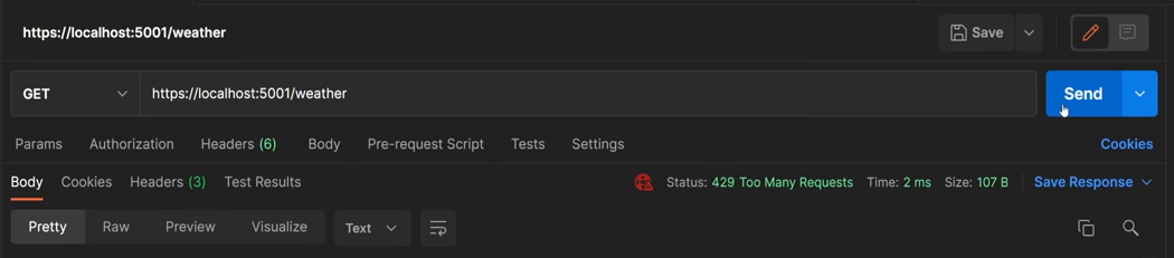 https://localhost:5001/weather
Save
GET https://localhost:5001/weather Send
Params Authorization Headers (6) Body Pre-request Script Tests Settings Cookies
Body Cookies Headers (3) Test Results Status: 429 Too Many Requests Time: 2 ms Size: 107 B Save Response
Pretty Raw Preview Visualize Text